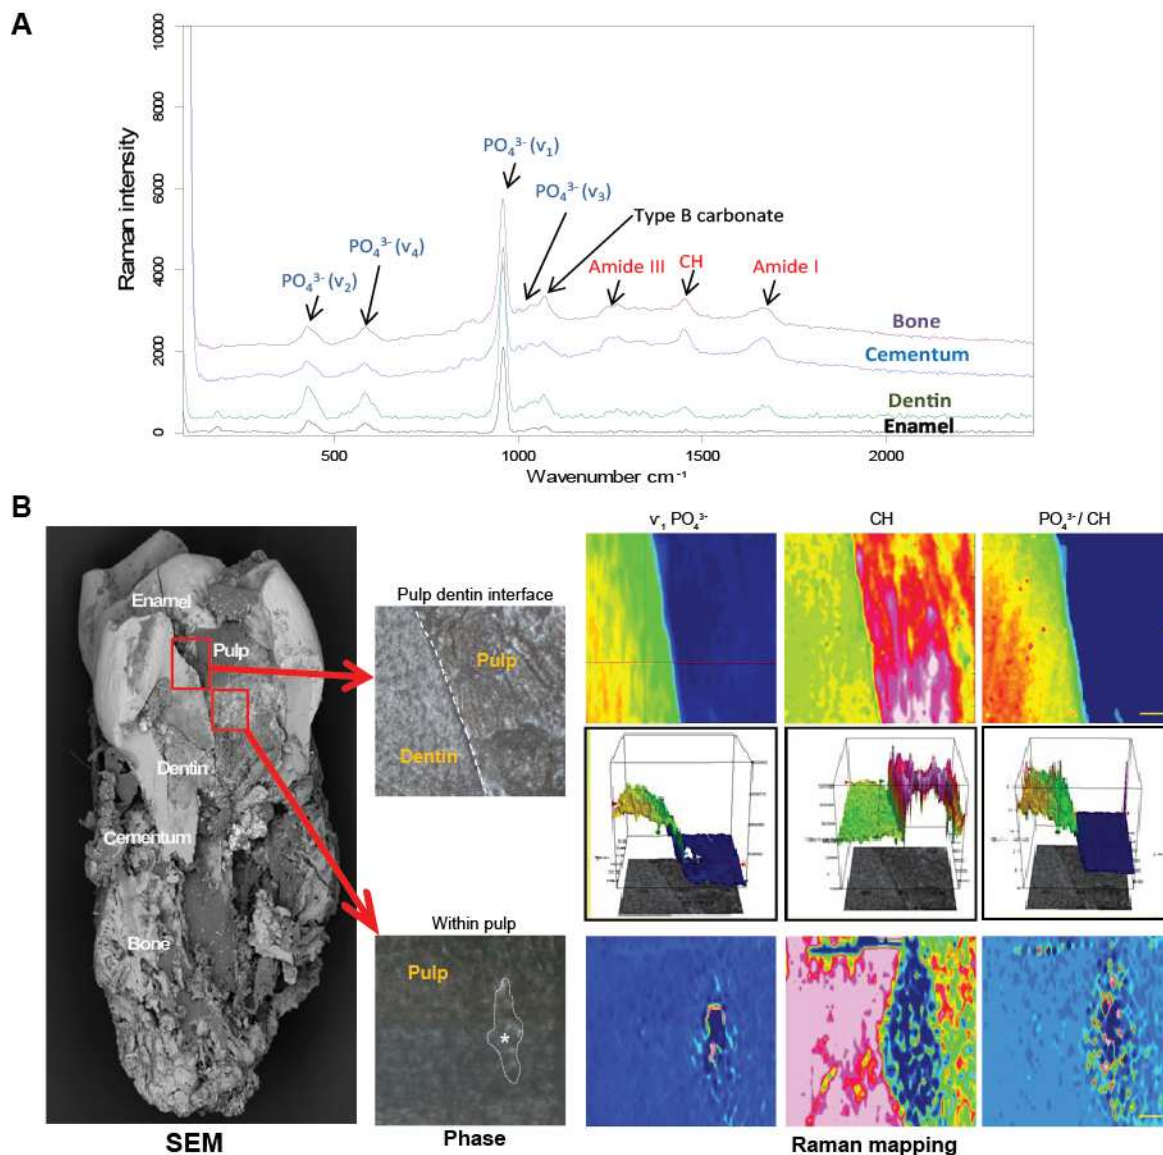 A
10000
8000
6000
4000
2000
0
Raman intensity
PO₄³⁻ (v₁)
PO₄³⁻ (v₃)
Type B carbonate
PO₄³⁻ (v₄)
PO₄³⁻ (v₂)
Amide III
CH
Amide I
Bone
Cementum
Dentin
Enamel
500
1000
1500
2000
Wavenumber cm⁻¹
B
Enamel
Pulp
Dentin
Cementum
Bone
SEM
Pulp dentin interface
Pulp
Dentin
Within pulp
Pulp
*
Phase
v₁ PO₄³⁻
CH
PO₄³⁻ / CH
Raman mapping